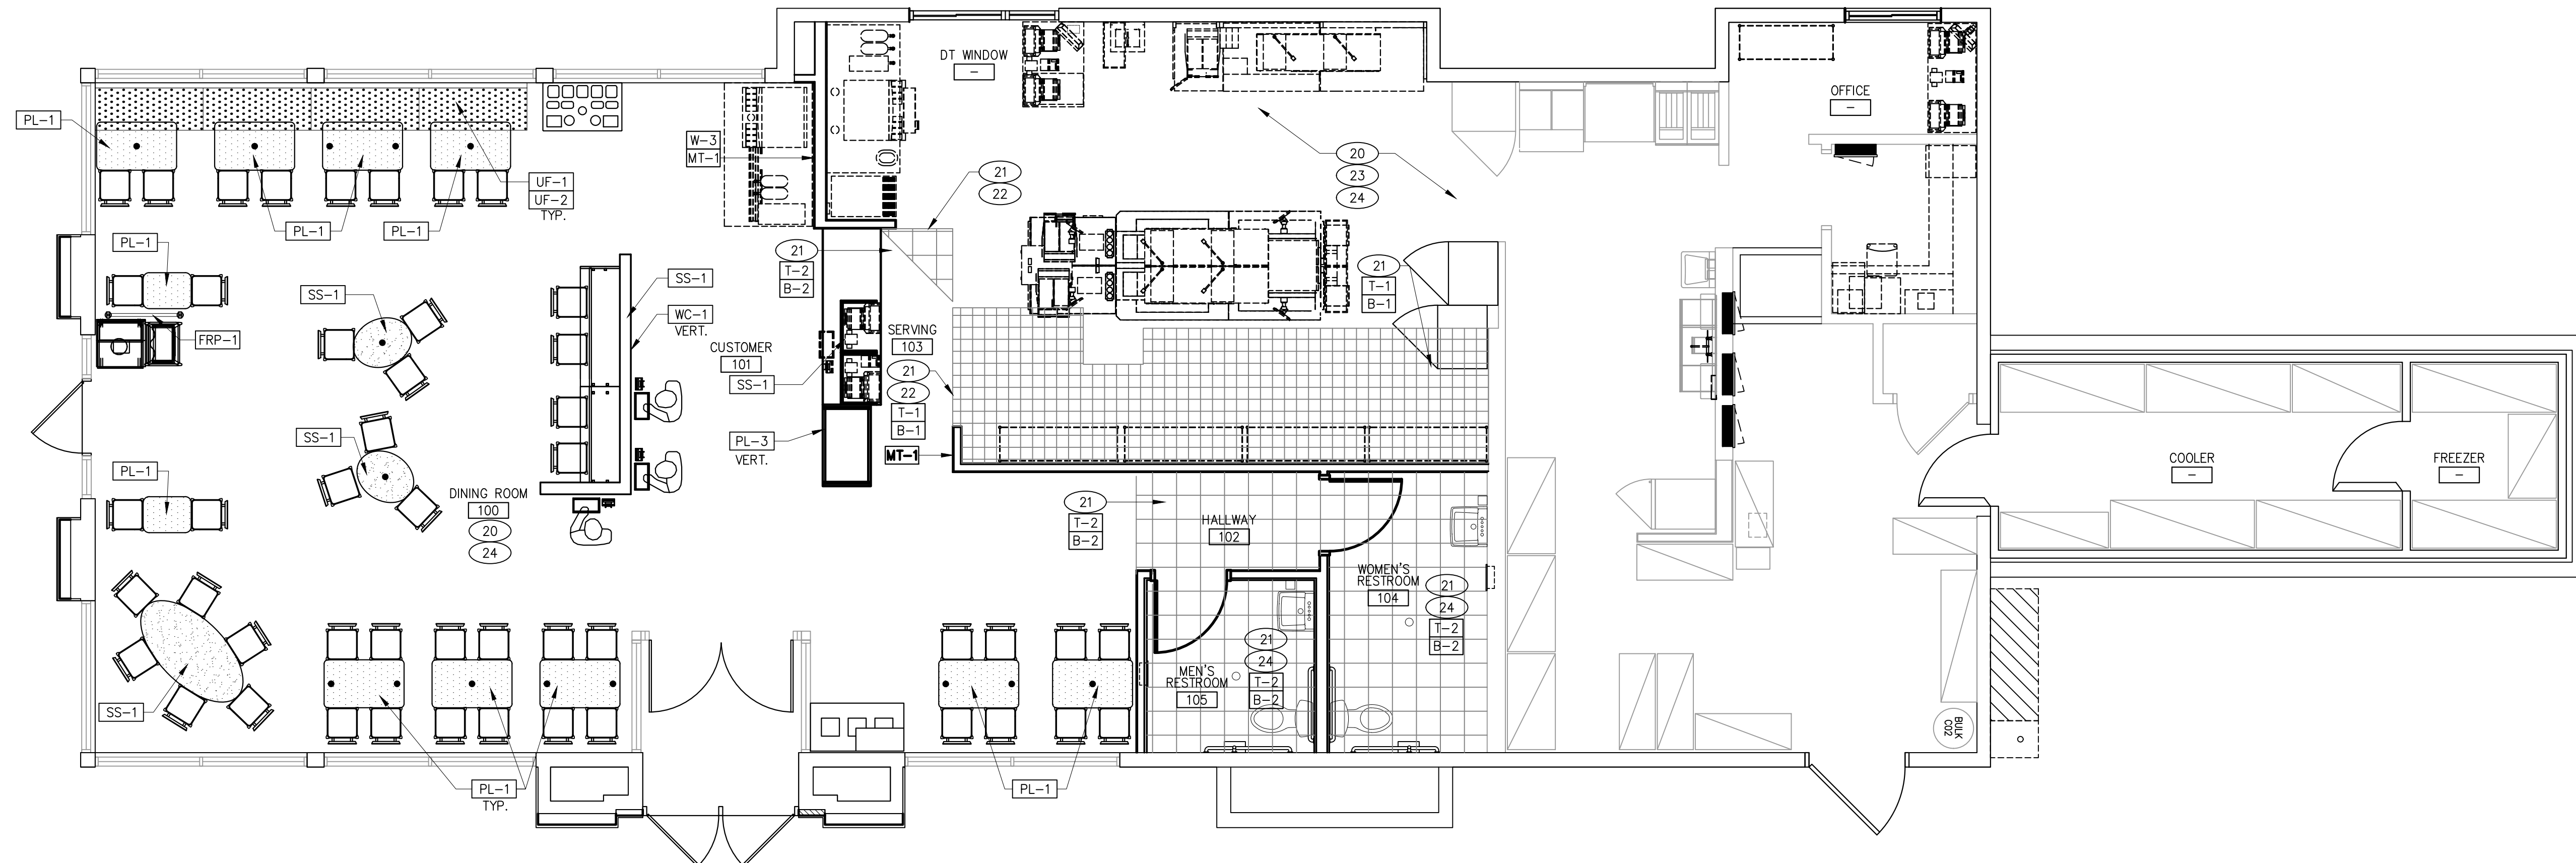 DT WINDOW
-
OFFICE
-
PL-1
W-3
MT-1
20
23
24
21
22
UF-1
UF-2
TYP.
PL-1
PL-1
PL-1
21
T-2
B-2
SS-1
SS-1
WC-1
VERT.
21
T-1
B-1
FRP-1
CUSTOMER
101
SERVING
103
SS-1
21
22
T-1
B-1
SS-1
PL-3
VERT.
MT-1
PL-1
COOLER
-
FREEZER
-
DINING ROOM
100
20
24
21
T-2
B-2
HALLWAY
102
WOMEN'S
RESTROOM
104
21
24
T-2
B-2
21
24
T-2
B-2
MEN'S
RESTROOM
105
SS-1
BULK
CO2
PL-1
TYP.
PL-1